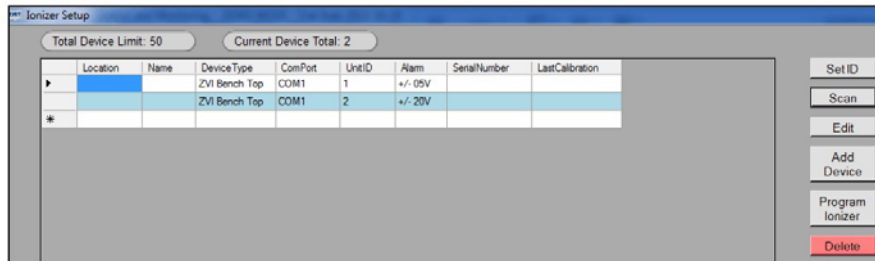 Ionizer Setup
Total Device Limit: 50 Current Device Total: 2
Location Name DeviceType ComPort UnitID Alarm SerialNumber LastCalibration
ZVI Bench Top COM1 1 +/- 05V
ZVI Bench Top COM1 2 +/- 20V
Set ID
Scan
Edit
Add
Device
Program
Ionizer
Delete